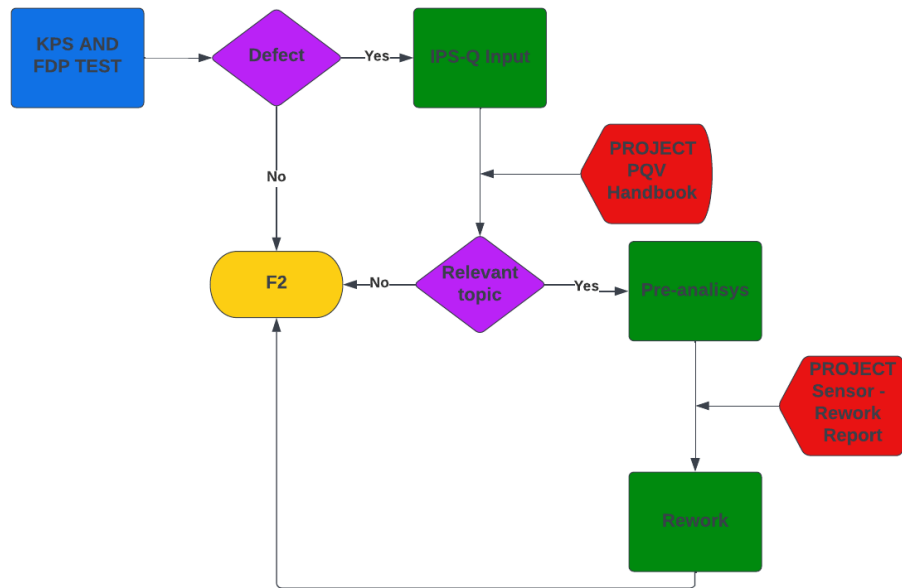 KPS AND
FDP TEST
Defect
Yes
IPS-Q Input
PROJECT
PQV
Handbook
No
F2
No
Relevant
topic
Yes
Pre-analisys
PROJECT
Sensor -
Rework
Report
Rework